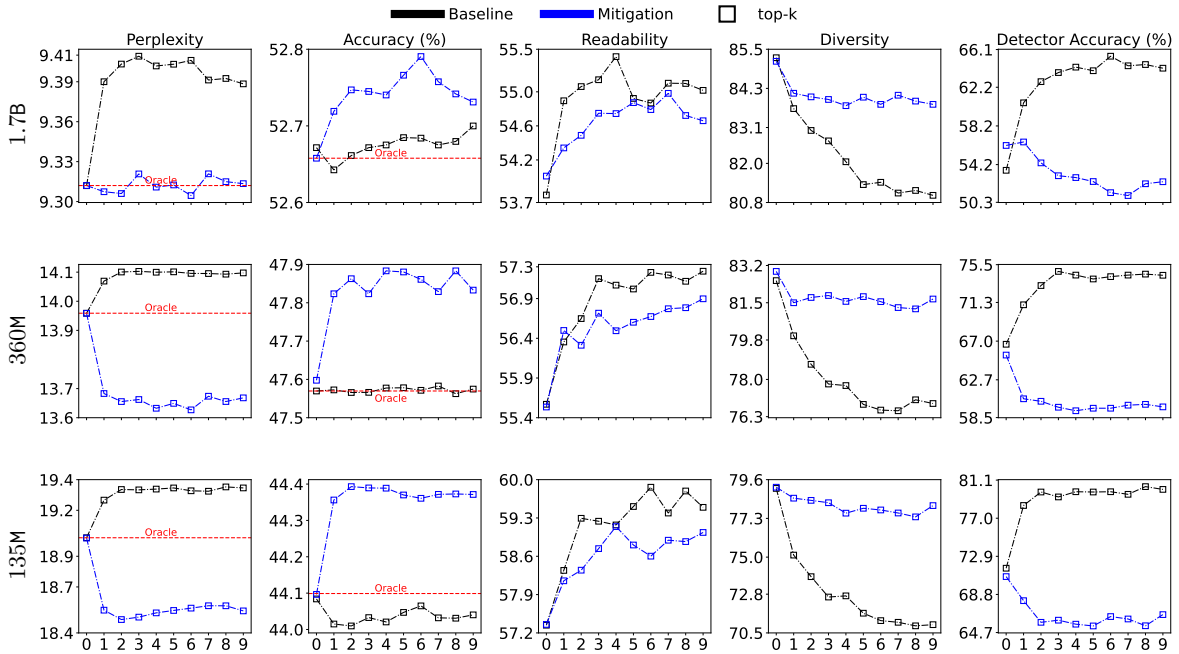 Baseline Mitigation top-k
Perplexity Accuracy (%) Readability Diversity Detector Accuracy (%)
1.7B
9.41 9.39 9.36 9.33 9.30
Oracle
52.8 52.7 52.6
Oracle
55.5 55.0 54.6 54.2 53.7
85.5 84.3 83.1 82.0 80.8
66.1 62.2 58.2 54.2 50.3
360M
14.1 13.9 13.7 13.6
Oracle
47.9 47.8 47.6 47.5
Oracle
57.3 56.9 56.4 55.9 55.4
83.2 81.5 79.8 78.0 76.3
75.5 71.3 67.0 62.7 58.5
135M
19.4 19.2 18.9 18.7 18.4
Oracle
44.4 44.3 44.1 44.0
Oracle
60.0 59.3 58.6 57.9 57.2
79.6 77.3 75.0 72.8 70.5
81.1 77.0 72.9 68.8 64.7
0 1 2 3 4 5 6 7 8 9
0 1 2 3 4 5 6 7 8 9
0 1 2 3 4 5 6 7 8 9
0 1 2 3 4 5 6 7 8 9
0 1 2 3 4 5 6 7 8 9